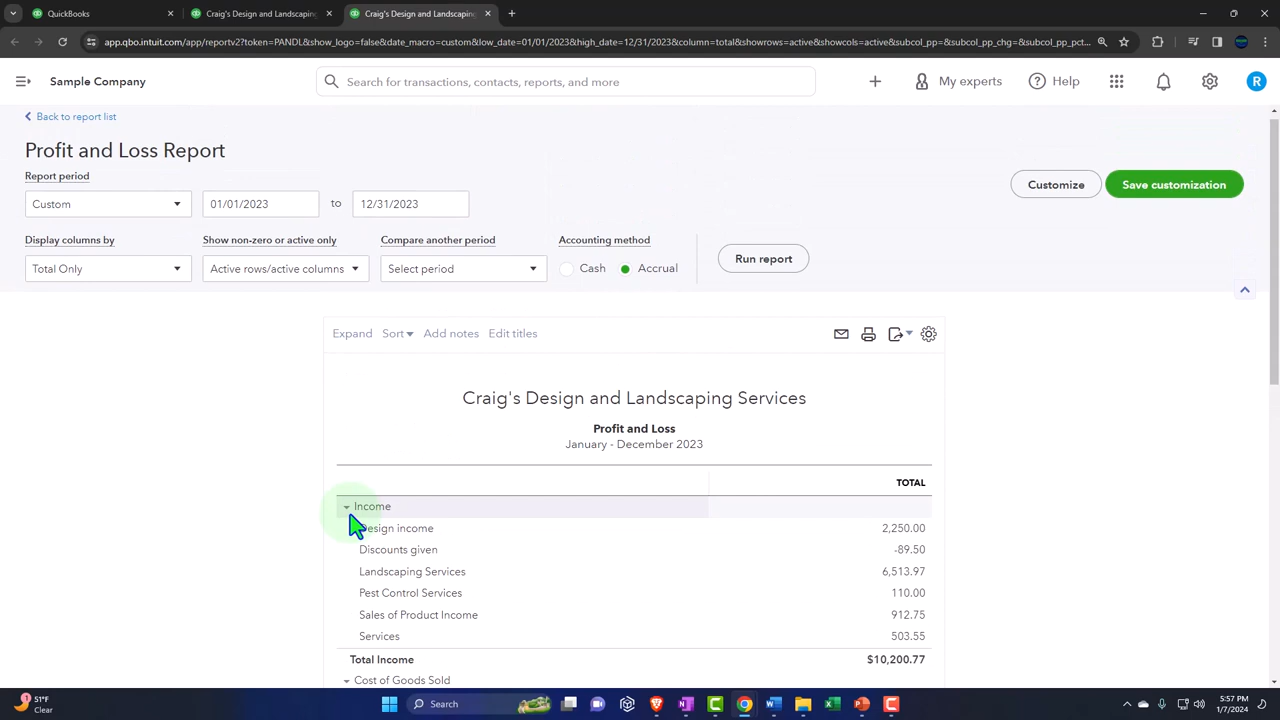 QuickBooks
Craig's Design and Landscaping
Craig's Design and Landscaping
app.qbo.intuit.com/app/reportv2?token=PANDL&show_logo=false&date_macro=custom&low_date=01/01/2023&high_date=12/31/2023&column=total&showrows=active&showcols=active&subcol_pp=&subcol_pp_chg=&subcol_pp_pct...
Sample Company
Search for transactions, contacts, reports, and more
My experts
Help
R
Back to report list
Profit and Loss Report
Report period
Customize
Save customization
Custom
01/01/2023
to
12/31/2023
Display columns by
Show non-zero or active only
Compare another period
Accounting method
Total Only
Active rows/active columns
Select period
Cash
Accrual
Run report
Expand
Sort
Add notes
Edit titles
Craig's Design and Landscaping Services
Profit and Loss
January - December 2023
TOTAL
Income
Design income 2,250.00
Discounts given -89.50
Landscaping Services 6,513.97
Pest Control Services 110.00
Sales of Product Income 912.75
Services 503.55
Total Income $10,200.77
Cost of Goods Sold
1
51°F
Clear
Search
5:57 PM
1/7/2024